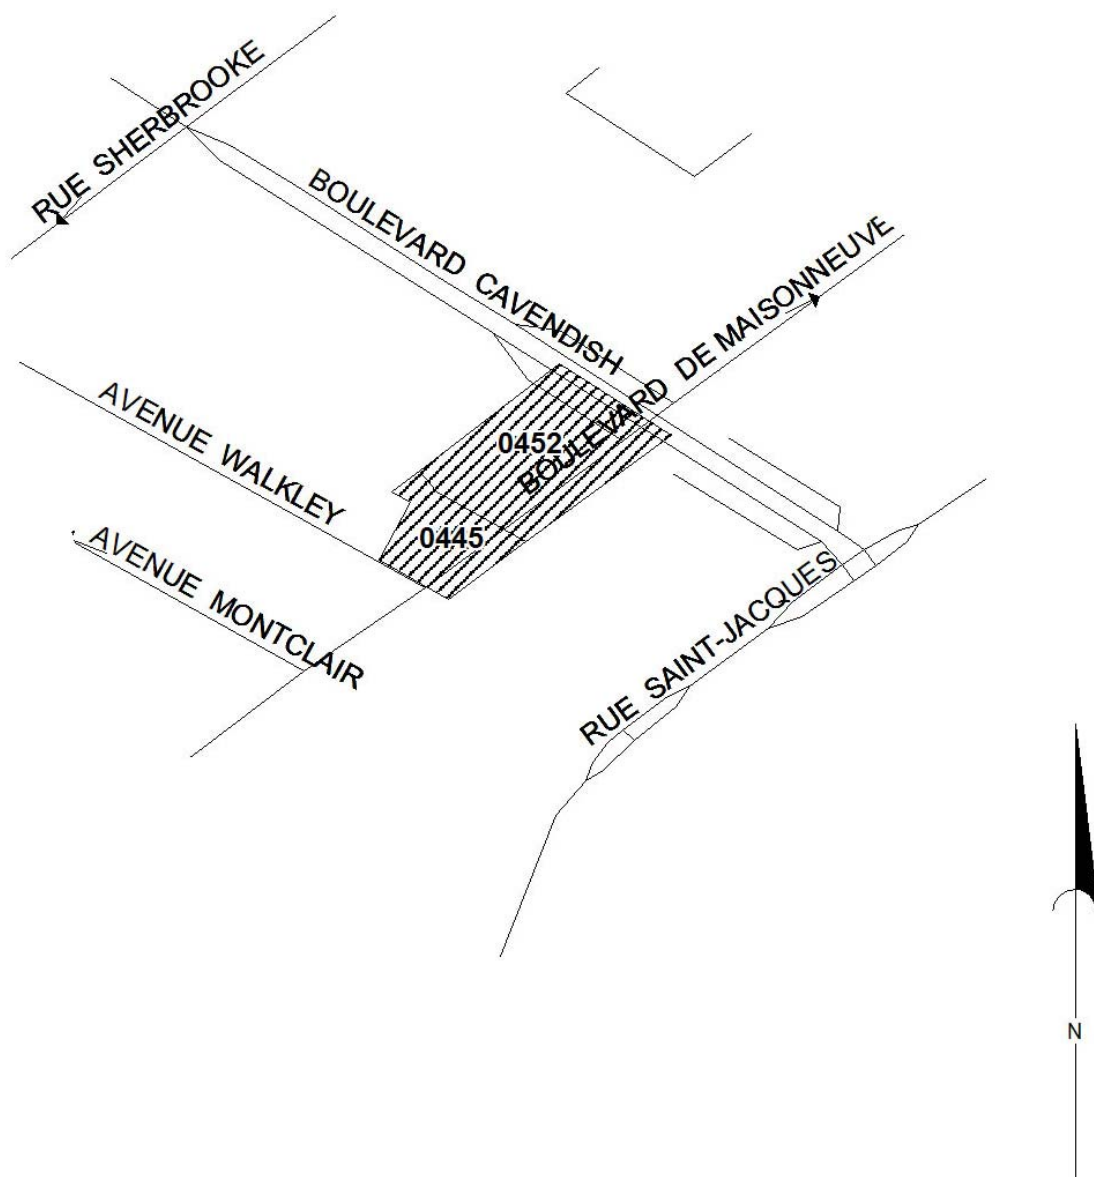 RUE SHERBROOKE
BOULEVARD CAVENDISH
BOULEVARD DE MAISONNEUVE
AVENUE WALKLEY
0452
0445
AVENUE MONTCLAIR
RUE SAINT-JACQUES
N